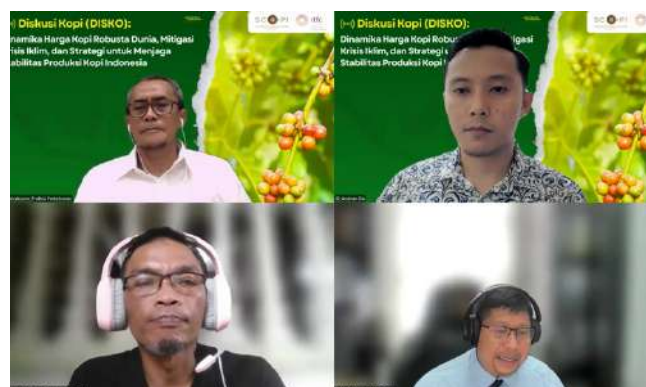 Diskusi Kopi (DISKO):
Dinamika Harga Kopi Robusta Dunia, Mitigasi
Krisis Iklim, dan Strategi untuk Menjaga
Stabilitas Produksi Kopi Indonesia
SCOPI
Diskusi Kopi (DISKO):
Dinamika Harga Kopi Robusta
Krisis Iklim, dan Strategi
Stabilitas Produksi Kopi
SCOPI